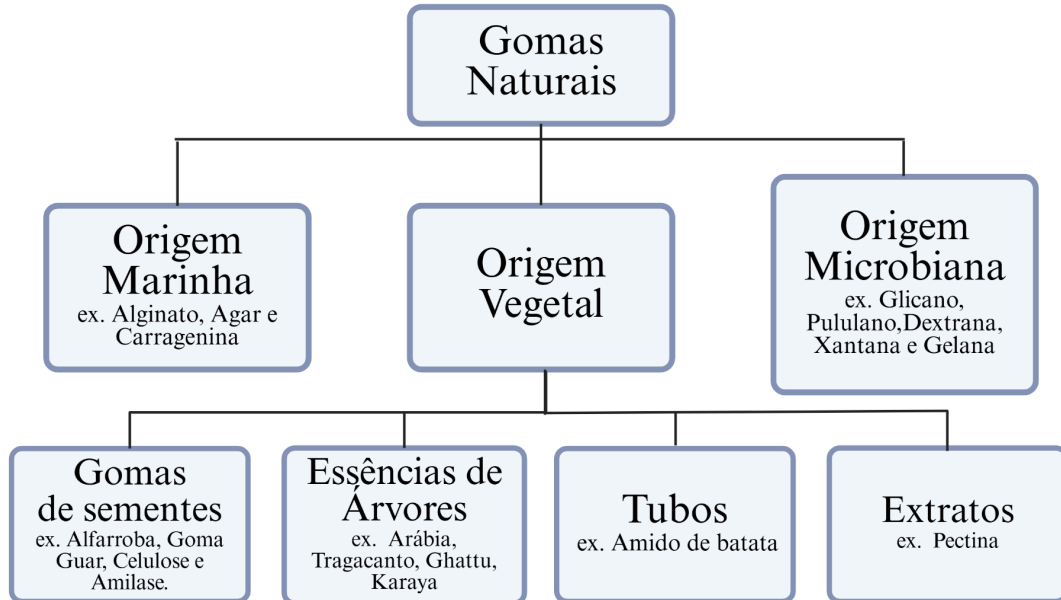 Gomas
Naturais
Origem
Marinha
ex. Alginato, Agar e
Carragenina
Origem
Vegetal
Origem
Microbiana
ex. Glicano,
Pululano,Dextrana,
Xantana e Gelana
Gomas
de sementes
ex. Alfarroba, Goma
Guar, Celulose e
Amilase.
Essências de
Árvores
ex. Arábia,
Tragacanto, Ghattu,
Karaya
Tubos
ex. Amido de batata
Extratos
ex. Pectina